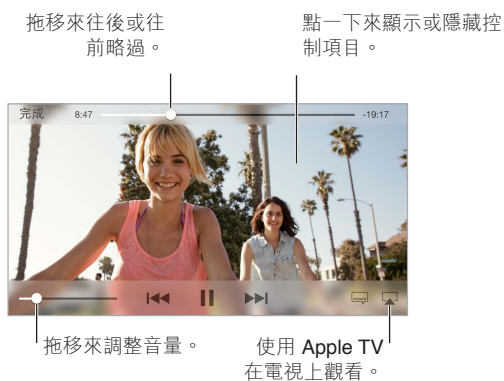 拖移來往後或往
前略過。
點一下來顯示或隱藏控
制項目。
完成 8:47 -19:17
拖移來調整音量。
使用 Apple TV
在電視上觀看。